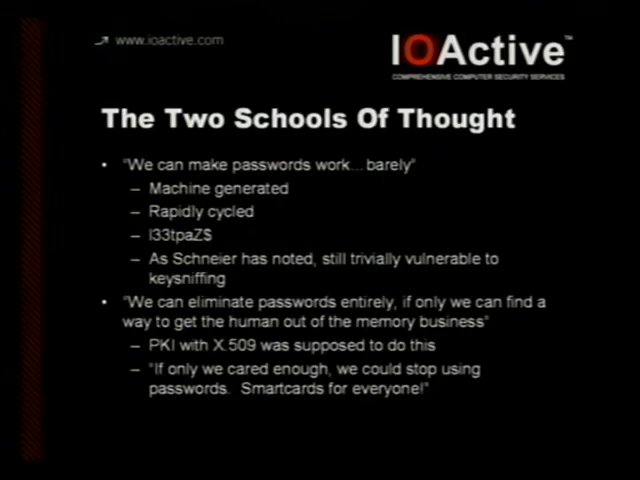 www.ioactive.com
IOActive™
COMPREHENSIVE COMPUTER SECURITY SERVICES
The Two Schools Of Thought
• "We can make passwords work... barely"
– Machine generated
– Rapidly cycled
– l33tpaZ$
– As Schneier has noted, still trivially vulnerable to
keysniffing
• "We can eliminate passwords entirely, if only we can find a
way to get the human out of the memory business"
– PKI with X.509 was supposed to do this
– "If only we cared enough, we could stop using
passwords. Smartcards for everyone!"